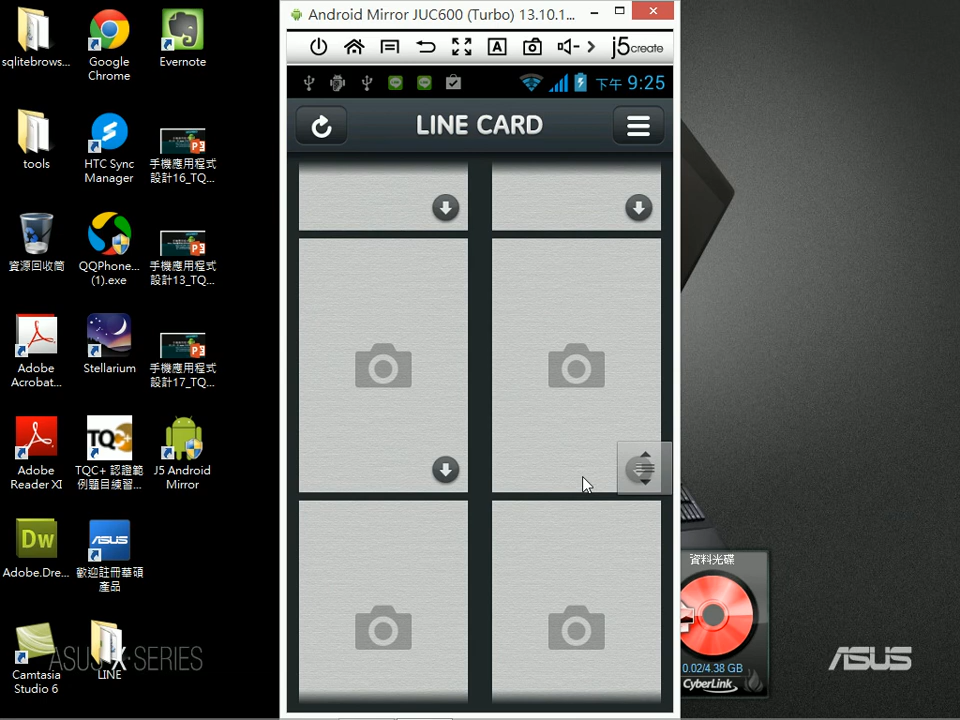 Android Mirror JUC600 (Turbo) 13.10.1...
j5create
下午 9:25
LINE CARD
sqlitebrows...
Google
Chrome
Evernote
tools
HTC Sync
Manager
手機應用程式
設計16_TQ...
資源回收筒
QQPhone...
(1).exe
手機應用程式
設計13_TQ...
Adobe
Acrobat...
Stellarium
手機應用程式
設計17_TQ...
Adobe
Reader XI
TQC+ 認證範
例題目練習...
J5 Android
Mirror
Adobe.Dre...
歡迎註冊華碩
產品
Camtasia
Studio 6
LINE
ASUS X-SERIES
資料光碟
0.02/4.38 GB
CyberLink
ASUS